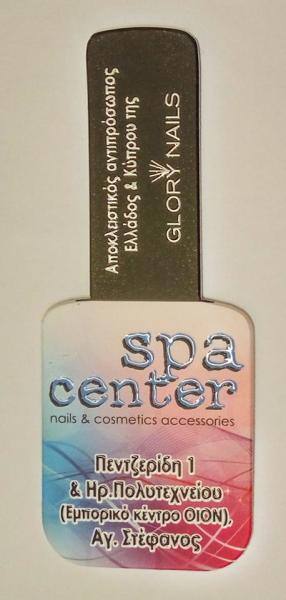 Αποκλειστικός αντιπρόσωπος
Ελλάδος & Κύπρου της
GLORY NAILS
spa
center
nails & cosmetics accessories
Πεντζερίδη 1
& Ηρ.Πολυτεχνείου
(Εμπορικό κέντρο ΟΙΟΝ),
Αγ. Στέφανος